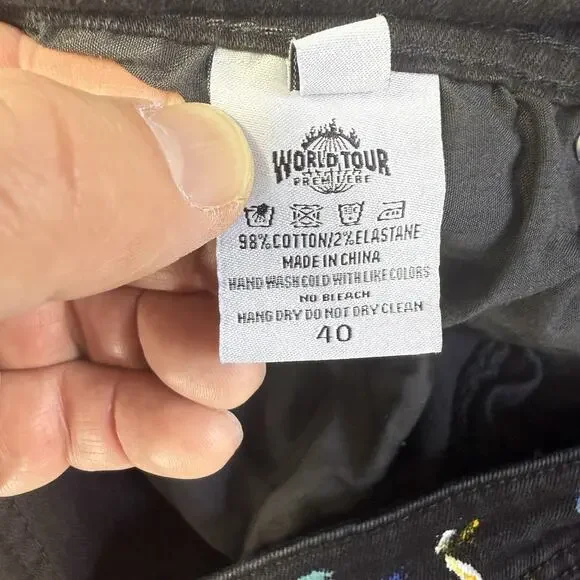 WORLD TOUR
PREMIERE
98% COTTON/2% ELASTANE
MADE IN CHINA
HAND WASH COLD WITH LIKE COLORS
NO BLEACH
HANG DRY DO NOT DRY CLEAN
40